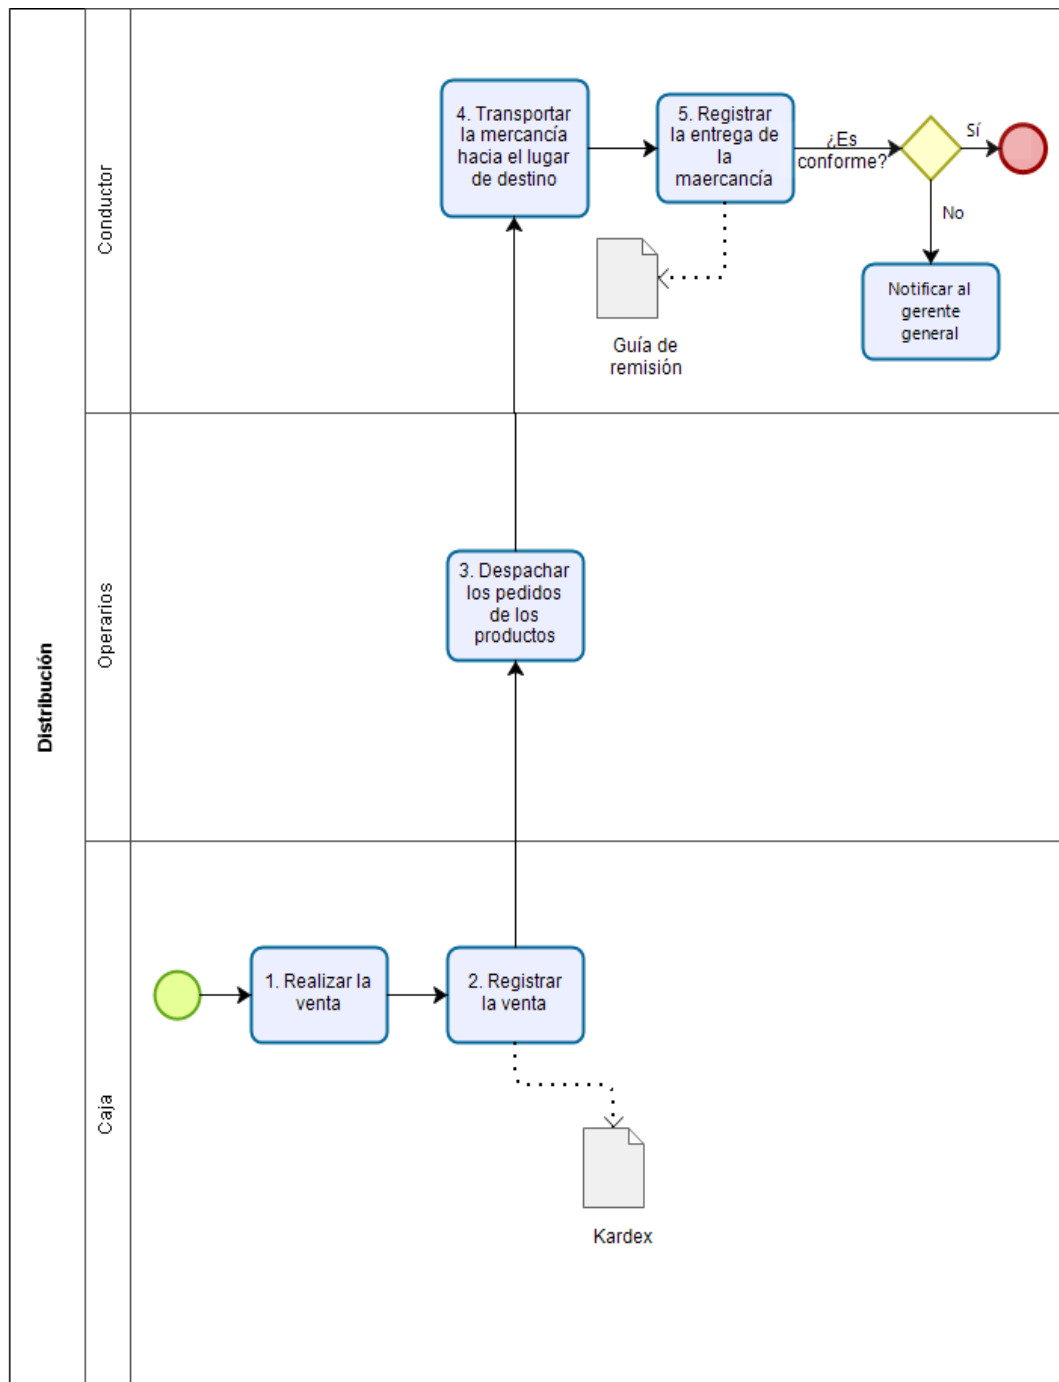 Distribución
Conductor
4. Transportar
la mercancía
hacia el lugar
de destino
5. Registrar
la entrega de
la
maercancía
¿Es
conforme?
Sí
No
Notificar al
gerente
general
Guía de
remisión
Operarios
3. Despachar
los pedidos
de los
productos
Caja
1. Realizar la
venta
2. Registrar
la venta
Kardex